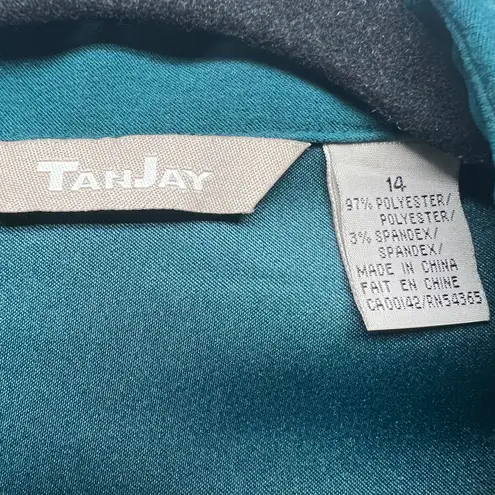 TANJAY
14
97% POLYESTER/
POLYESTER/
3% SPANDEX/
SPANDEX/
MADE IN CHINA
FAIT EN CHINE
CA00142/RN54365